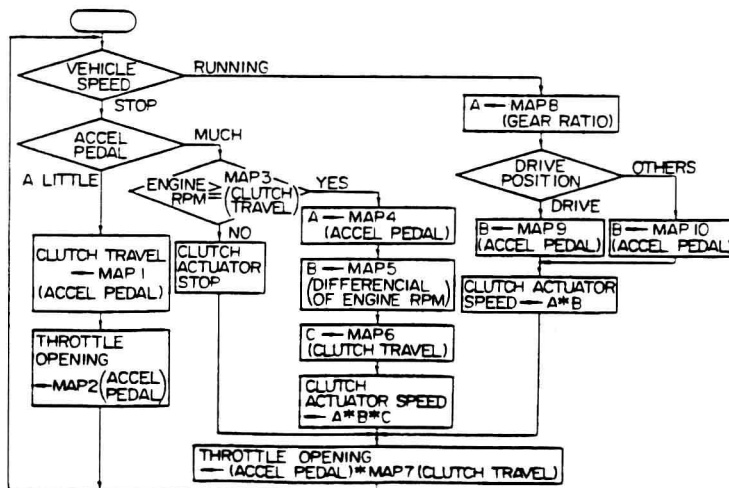 VEHICLE
SPEED
RUNNING
STOP
ACCEL
PEDAL
MUCH
A LITTLE
ENGINE
RPM ≧ MAP3
(CLUTCH
TRAVEL)
YES
NO
CLUTCH TRAVEL
← MAP 1
(ACCEL PEDAL)
THROTTLE
OPENING
← MAP2 (ACCEL
PEDAL)
CLUTCH
ACTUATOR
STOP
A ← MAP4
(ACCEL PEDAL)
B ← MAP5
(DIFFERENCIAL
OF ENGINE RPM)
C ← MAP6
(CLUTCH TRAVEL)
CLUTCH
ACTUATOR SPEED
← A*B*C
A ← MAP8
(GEAR RATIO)
DRIVE
POSITION
OTHERS
DRIVE
B ← MAP9
(ACCEL PEDAL)
B ← MAP10
(ACCEL PEDAL)
CLUTCH ACTUATOR
SPEED ← A*B
THROTTLE OPENING
← (ACCEL PEDAL)*MAP7(CLUTCH TRAVEL)